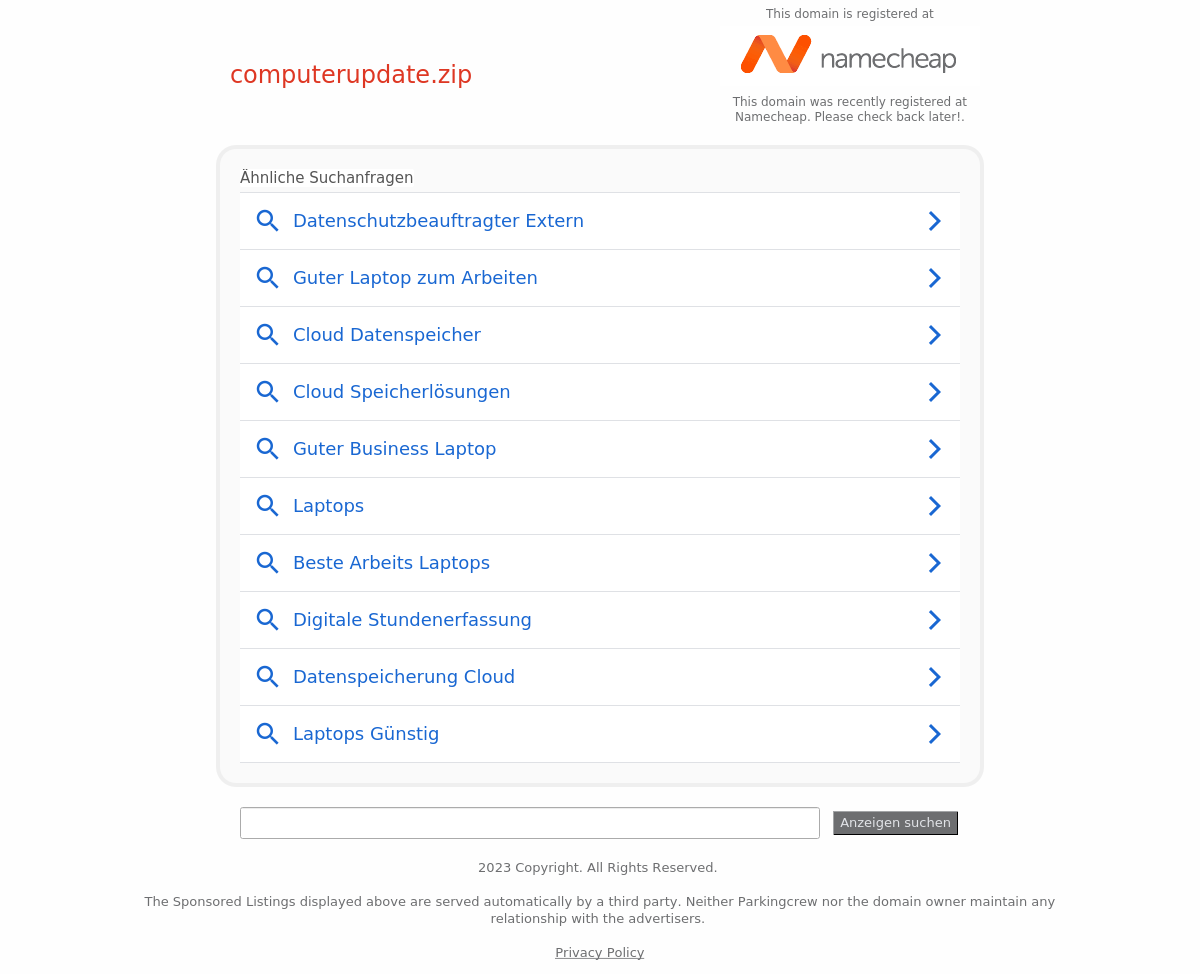 This domain is registered at
namecheap
computerupdate.zip
This domain was recently registered at
Namecheap. Please check back later!.
Ähnliche Suchanfragen
Datenschutzbeauftragter Extern
Guter Laptop zum Arbeiten
Cloud Datenspeicher
Cloud Speicherlösungen
Guter Business Laptop
Laptops
Beste Arbeits Laptops
Digitale Stundenerfassung
Datenspeicherung Cloud
Laptops Günstig
Anzeigen suchen
2023 Copyright. All Rights Reserved.
The Sponsored Listings displayed above are served automatically by a third party. Neither Parkingcrew nor the domain owner maintain any
relationship with the advertisers.
Privacy Policy